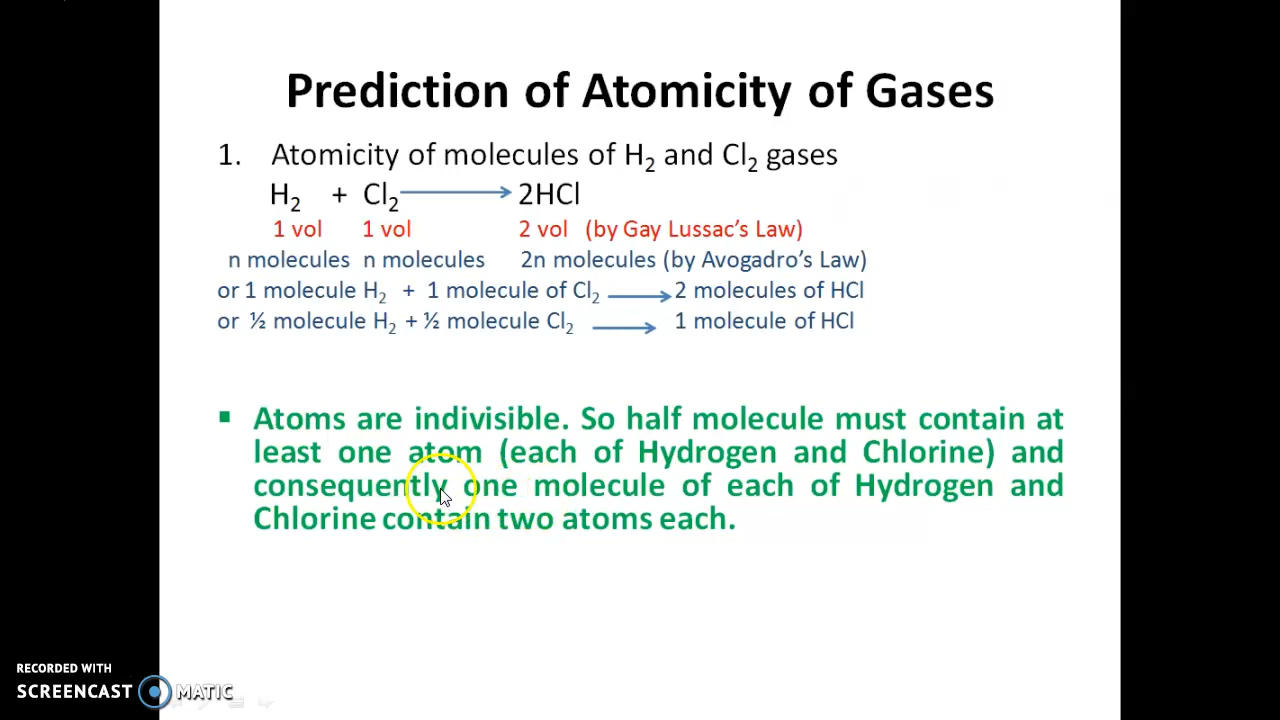 Prediction of Atomicity of Gases
1. Atomicity of molecules of H₂ and Cl₂ gases
H₂ + Cl₂ ⟶ 2HCl
1 vol 1 vol 2 vol (by Gay Lussac’s Law)
n molecules n molecules 2n molecules (by Avogadro’s Law)
or 1 molecule H₂ + 1 molecule of Cl₂ ⟶ 2 molecules of HCl
or ½ molecule H₂ + ½ molecule Cl₂ ⟶ 1 molecule of HCl
▪ Atoms are indivisible. So half molecule must contain at
least one atom (each of Hydrogen and Chlorine) and
consequently one molecule of each of Hydrogen and
Chlorine contain two atoms each.
RECORDED WITH
SCREENCAST MATIC